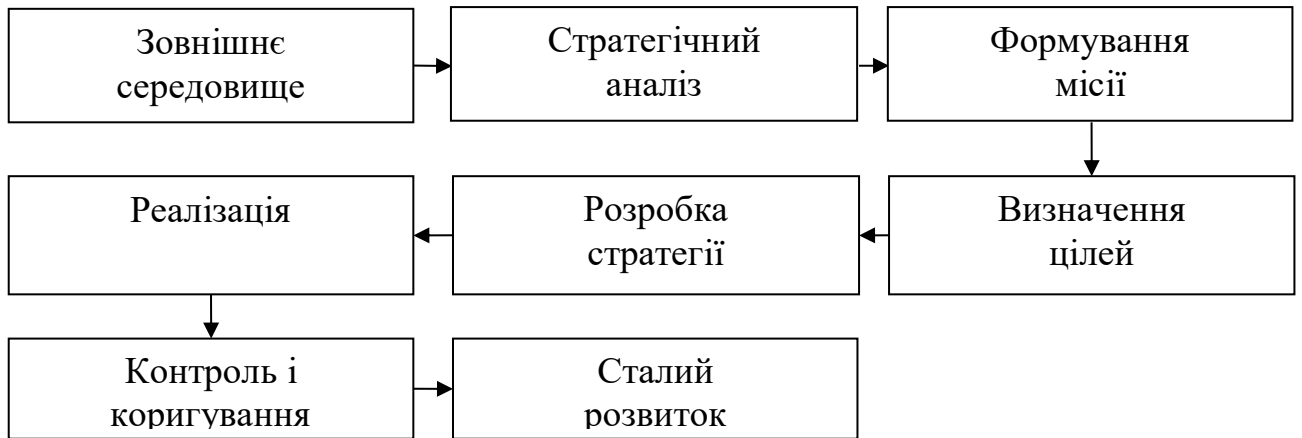 Зовнішнє
середовище
Стратегічний
аналіз
Формування
місії
Реалізація
Розробка
стратегії
Визначення
цілей
Контроль і
коригування
Сталий
розвиток